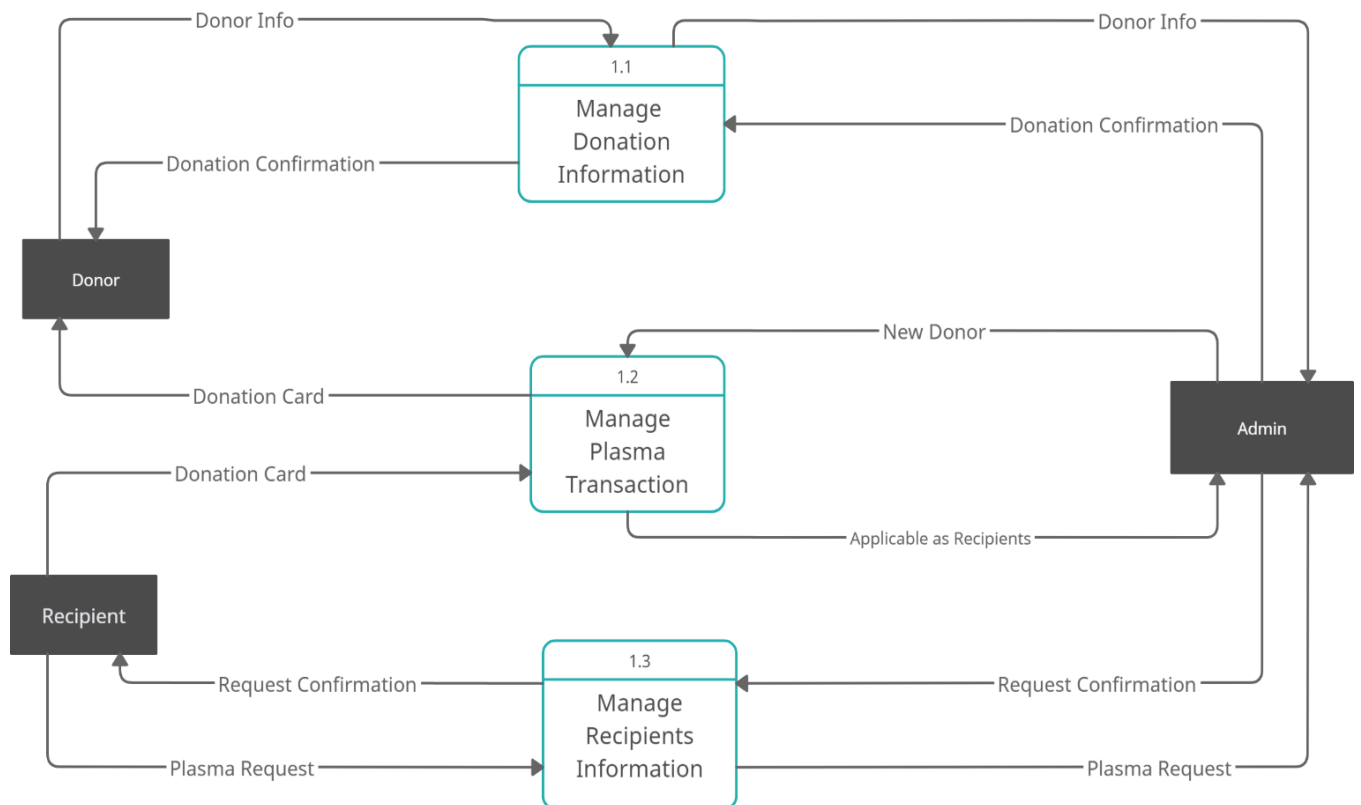 Donor Info
Donor Info
1.1
Manage
Donation
Information
Donation Confirmation
Donation Confirmation
Donor
New Donor
1.2
Manage
Plasma
Transaction
Donation Card
Admin
Donation Card
Applicable as Recipients
Recipient
1.3
Manage
Recipients
Information
Request Confirmation
Request Confirmation
Plasma Request
Plasma Request